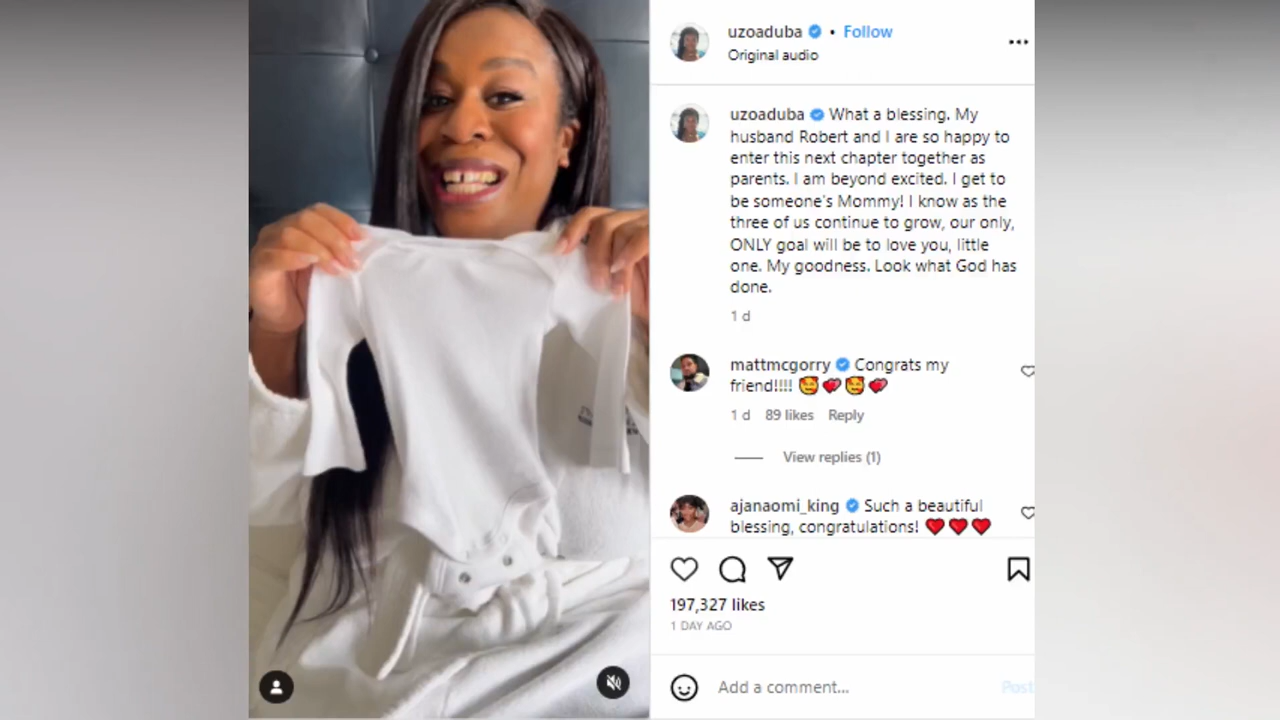 uzoaduba • Follow
Original audio
uzoaduba What a blessing. My
husband Robert and I are so happy to
enter this next chapter together as
parents. I am beyond excited. I get to
be someone's Mommy! I know as the
three of us continue to grow, our only,
ONLY goal will be to love you, little
one. My goodness. Look what God has
done.
1 d
mattmcgorry Congrats my
friend!!!! 🥰💞🥰💞
1 d 89 likes Reply
View replies (1)
ajanaomi_king Such a beautiful
blessing, congratulations! ❤️❤️❤️
197,327 likes
1 DAY AGO
Add a comment... Post